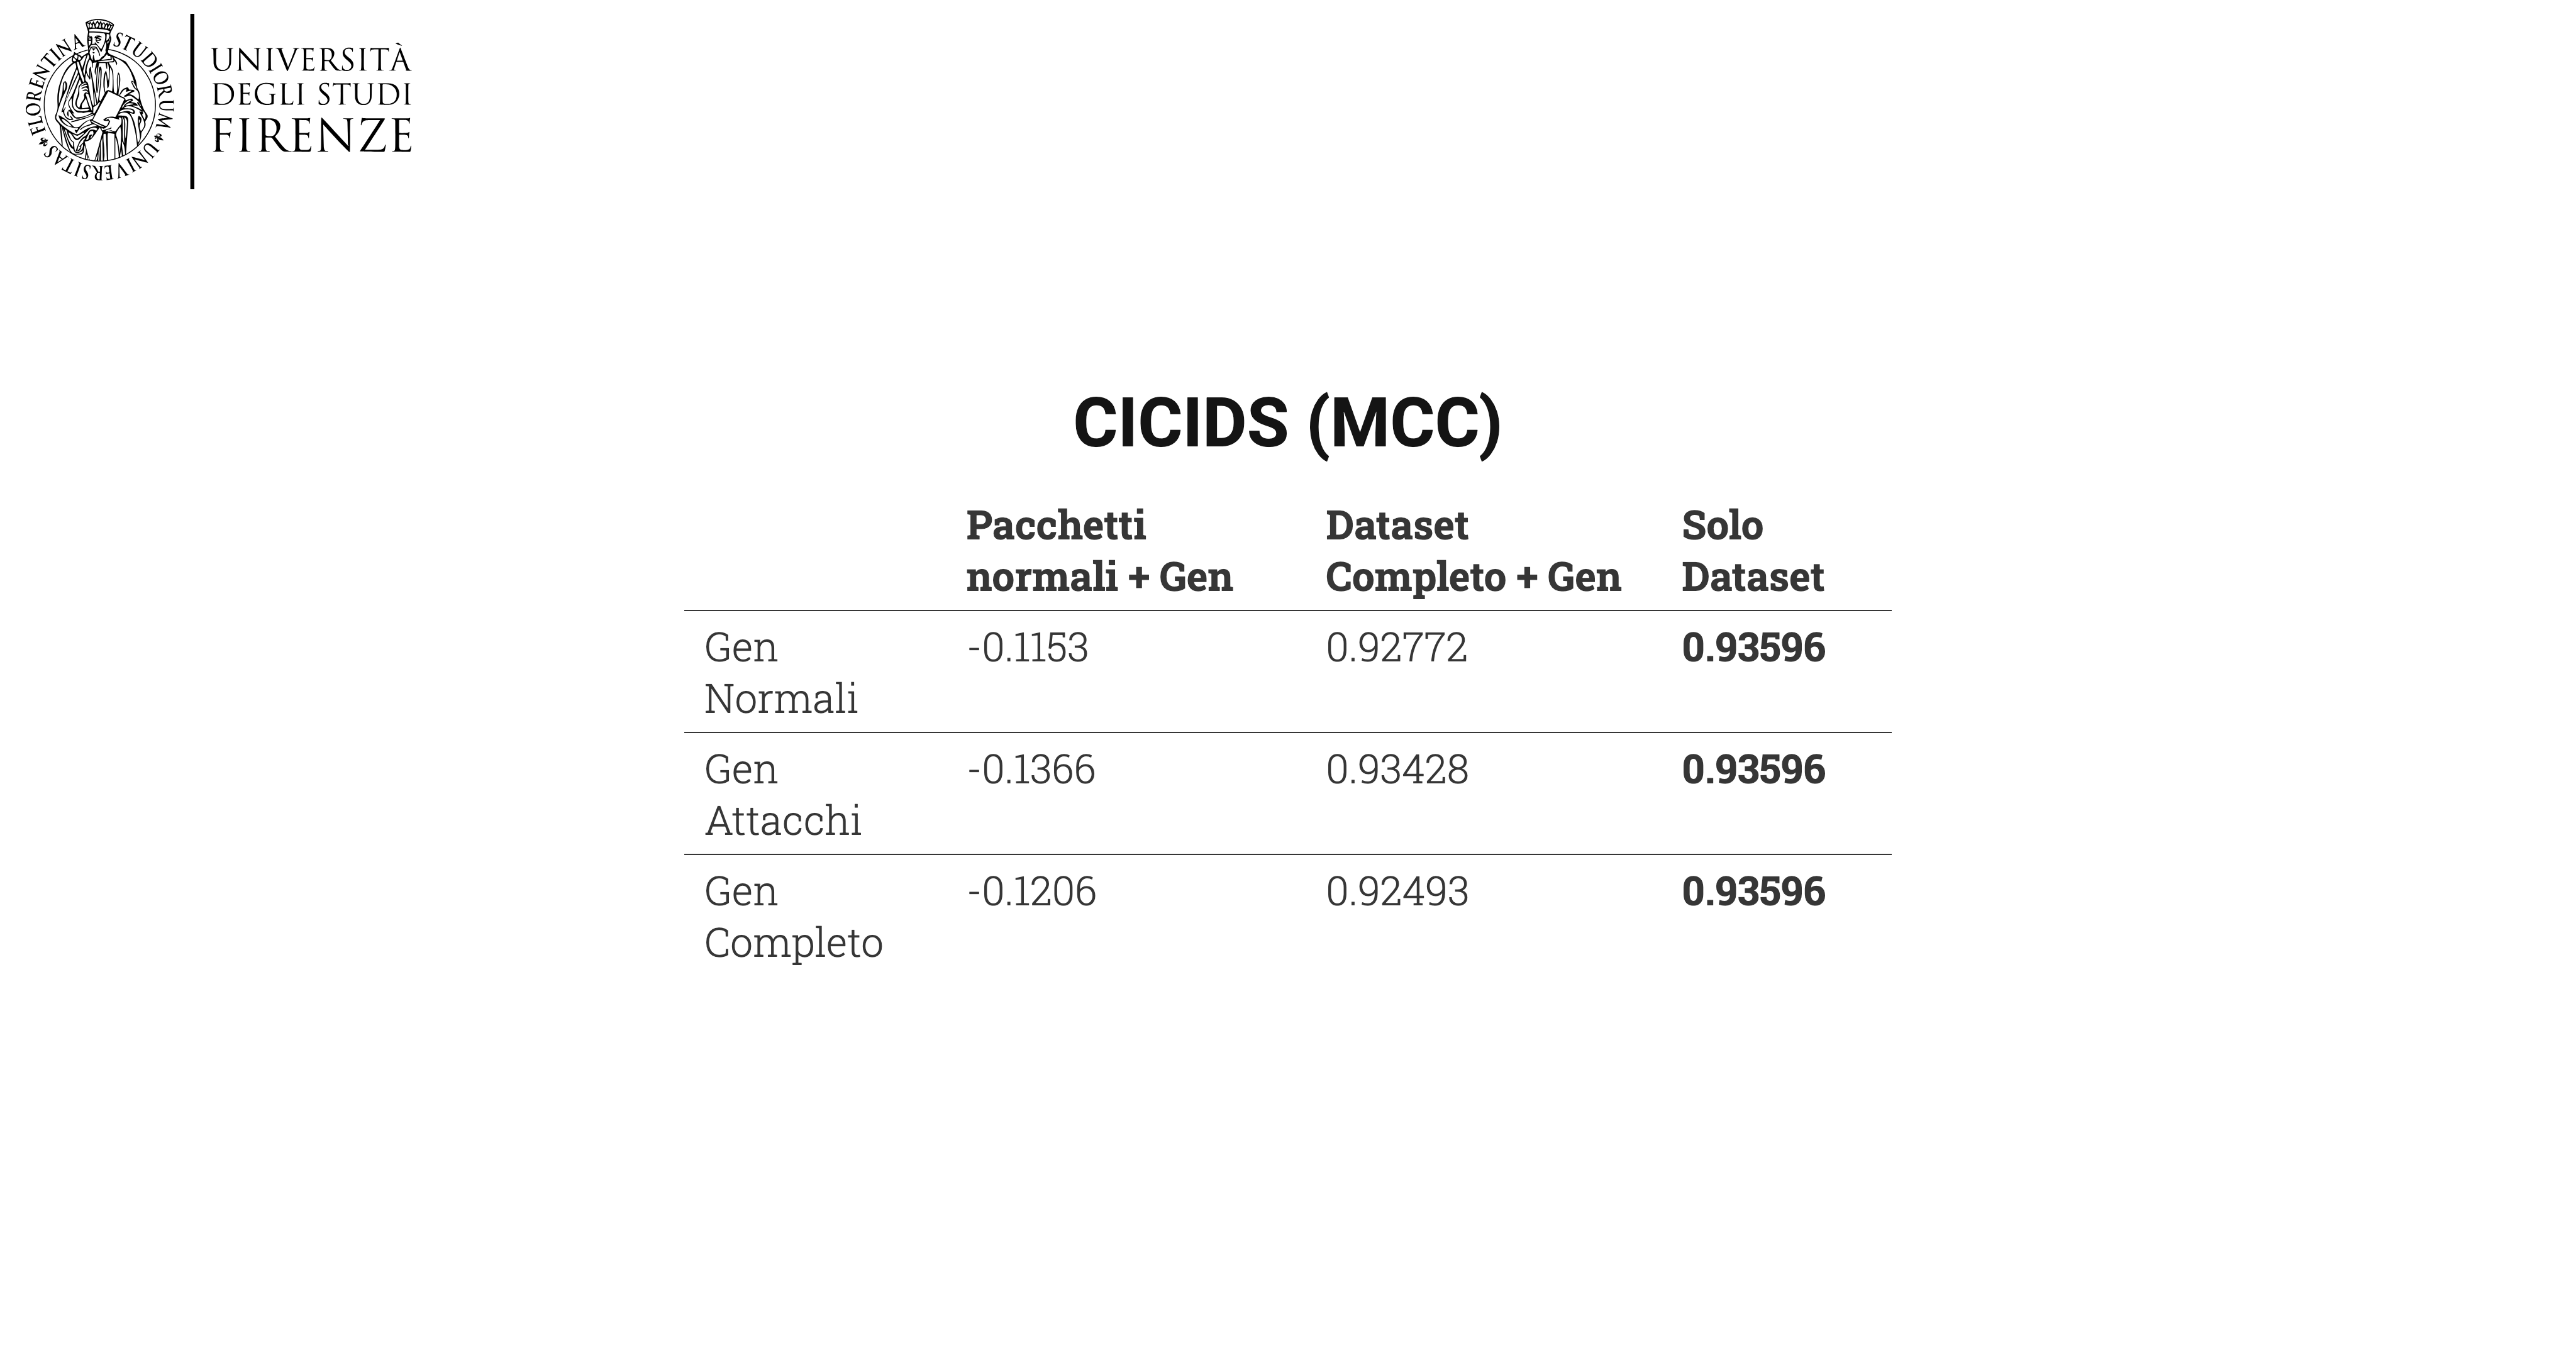 FLORENTINA STUDIORUM UNIVERSITAS
UNIVERSITÀ
DEGLI STUDI
FIRENZE
CICIDS (MCC)
Pacchetti normali + Gen
Dataset Completo + Gen
Solo Dataset
Gen Normali
-0.1153
0.92772
0.93596
Gen Attacchi
-0.1366
0.93428
0.93596
Gen Completo
-0.1206
0.92493
0.93596